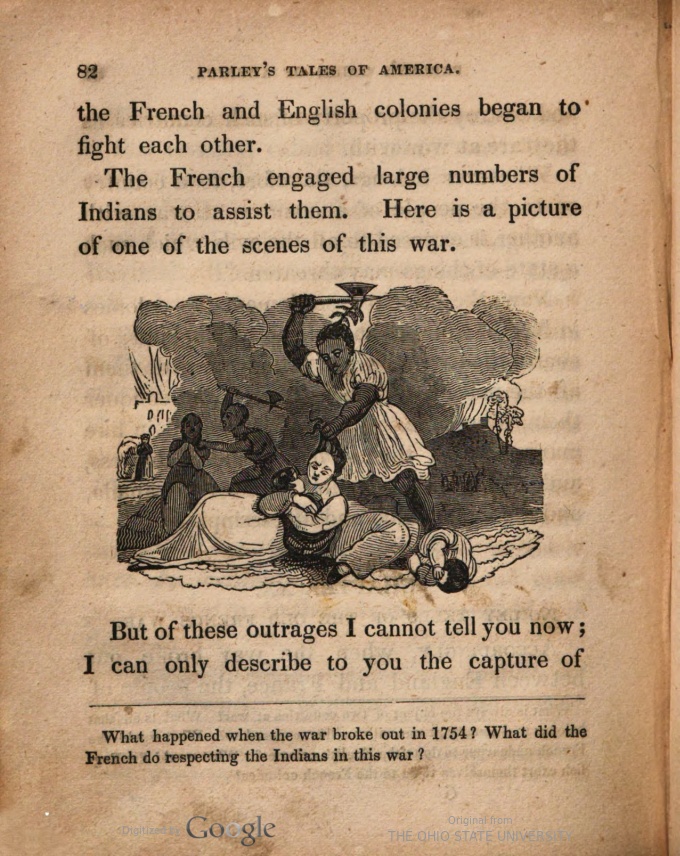 82 PARLEY'S TALES OF AMERICA.
the French and English colonies began to
fight each other.
The French engaged large numbers of
Indians to assist them. Here is a picture
of one of the scenes of this war.
But of these outrages I cannot tell you now;
I can only describe to you the capture of
What happened when the war broke out in 1754? What did the
French do respecting the Indians in this war?
Digitized by Google
Original from
THE OHIO STATE UNIVERSITY